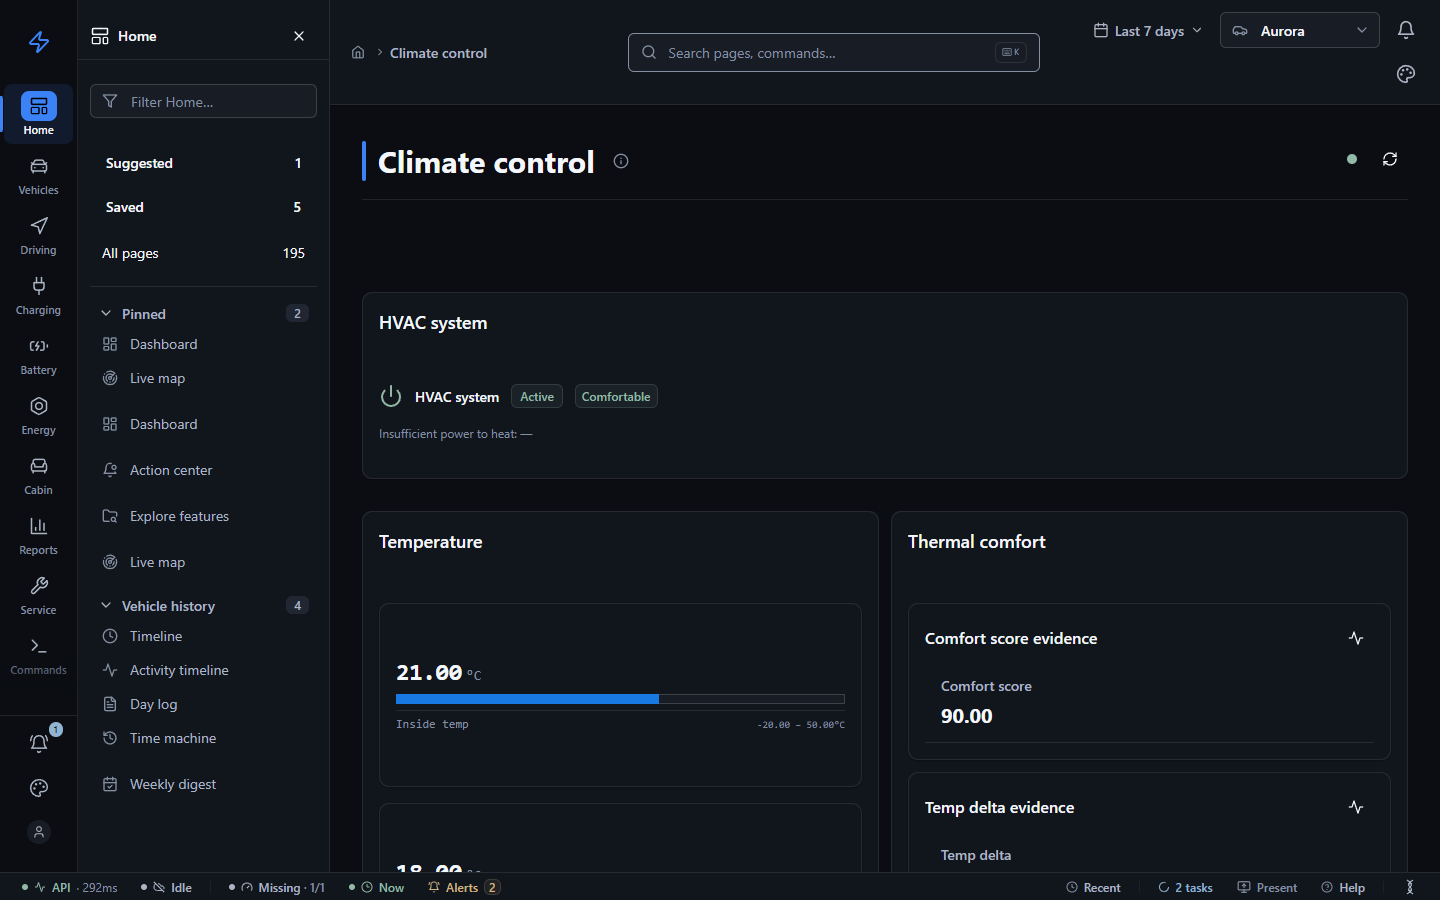 Home
Climate control
Search pages, commands...
K
Last 7 days
Aurora
Home
Vehicles
Driving
Charging
Battery
Energy
Cabin
Reports
Service
Commands
1
Filter Home...
Suggested 1
Saved 5
All pages 195
Pinned 2
Dashboard
Live map
Dashboard
Action center
Explore features
Live map
Vehicle history 4
Timeline
Activity timeline
Day log
Time machine
Weekly digest
Climate control
HVAC system
HVAC system Active Comfortable
Insufficient power to heat: —
Temperature
21.00 °C
Inside temp -20.00 – 50.00°C
18.00 °C
Thermal comfort
Comfort score evidence
Comfort score
90.00
Temp delta evidence
Temp delta
API · 292ms Idle Missing · 1/1 Now Alerts 2
Recent 2 tasks Present Help